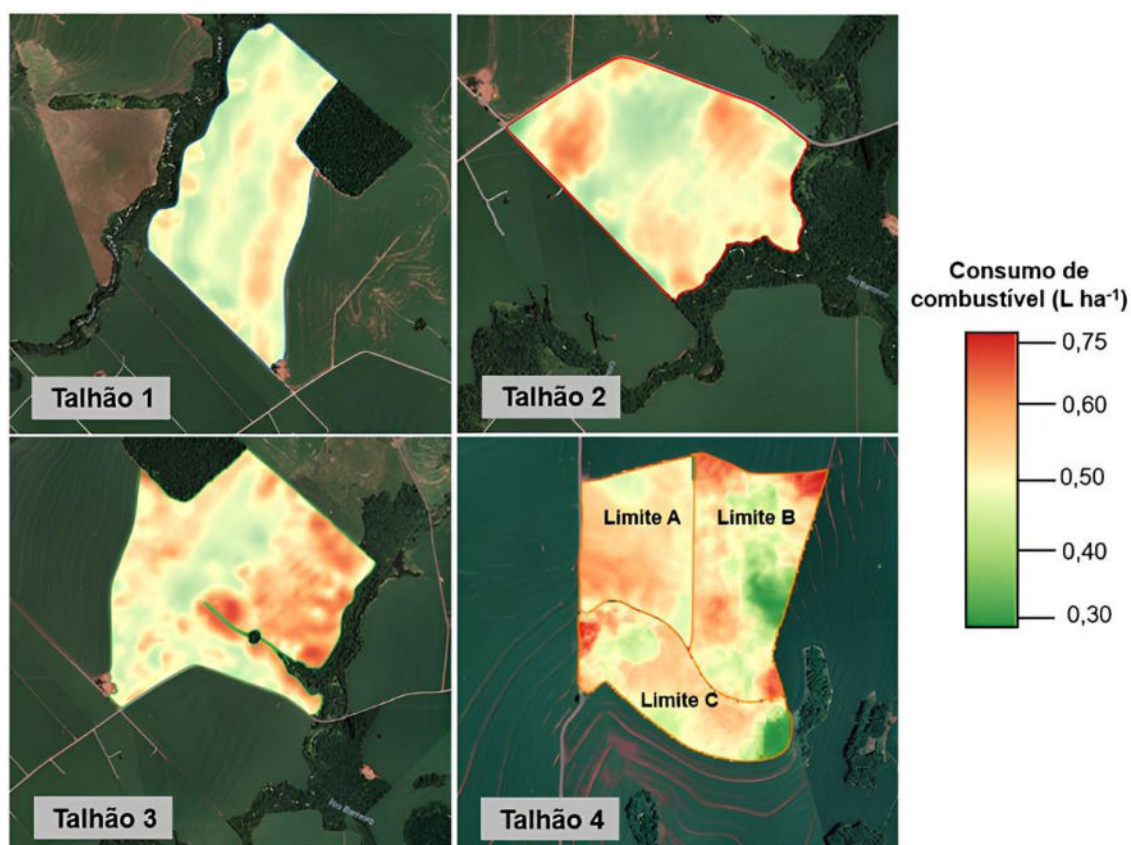 Talhão 1
Talhão 2
Consumo de
combustível (L ha⁻¹)
0,75
0,60
0,50
0,40
0,30
Limite A
Limite B
Limite C
Talhão 3
Talhão 4